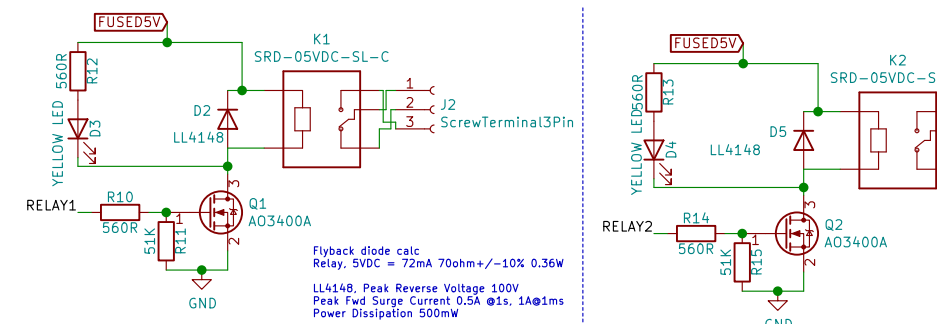 FUSED5V
K1
SRD-05VDC-SL-C
560R
R12
D2
LL4148
YELLOW LED
D3
1
2
3
J2
ScrewTerminal3Pin
RELAY1
R10
560R
51K
R11
1
3
2
Q1
AO3400A
GND
Flyback diode calc
Relay, 5VDC = 72mA 70ohm+/-10% 0.36W
LL4148, Peak Reverse Voltage 100V
Peak Fwd Surge Current 0.5A @1s, 1A@1ms
Power Dissipation 500mW
FUSED5V
K2
SRD-05VDC-S
560R
R13
D5
LL4148
YELLOW LED
D4
RELAY2
R14
560R
51K
R15
1
3
2
Q2
AO3400A
GND